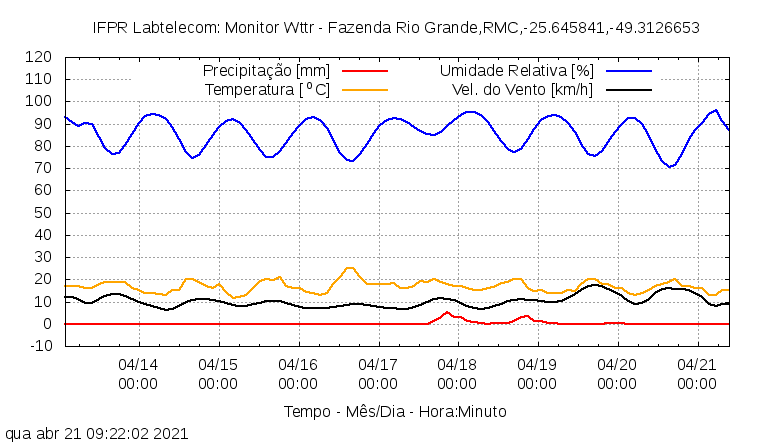 IFPR Labtelecom: Monitor Wttr - Fazenda Rio Grande,RMC,-25.645841,-49.3126653
120
110
100
90
80
70
60
50
40
30
20
10
0
-10
Precipitação [mm]
Temperatura [°C]
Umidade Relativa [%]
Vel. do Vento [km/h]
04/14 04/15 04/16 04/17 04/18 04/19 04/20 04/21
00:00 00:00 00:00 00:00 00:00 00:00 00:00 00:00
Tempo - Mês/Dia - Hora:Minuto
qua abr 21 09:22:02 2021